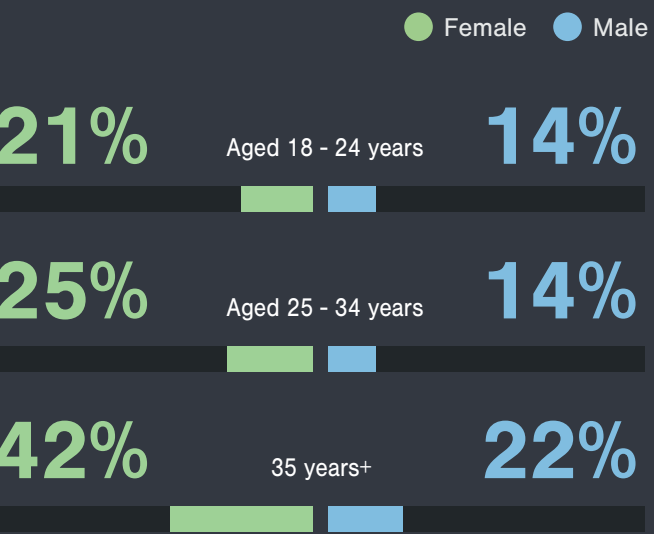 Female Male
21% Aged 18 - 24 years 14%
25% Aged 25 - 34 years 14%
42% 35 years+ 22%